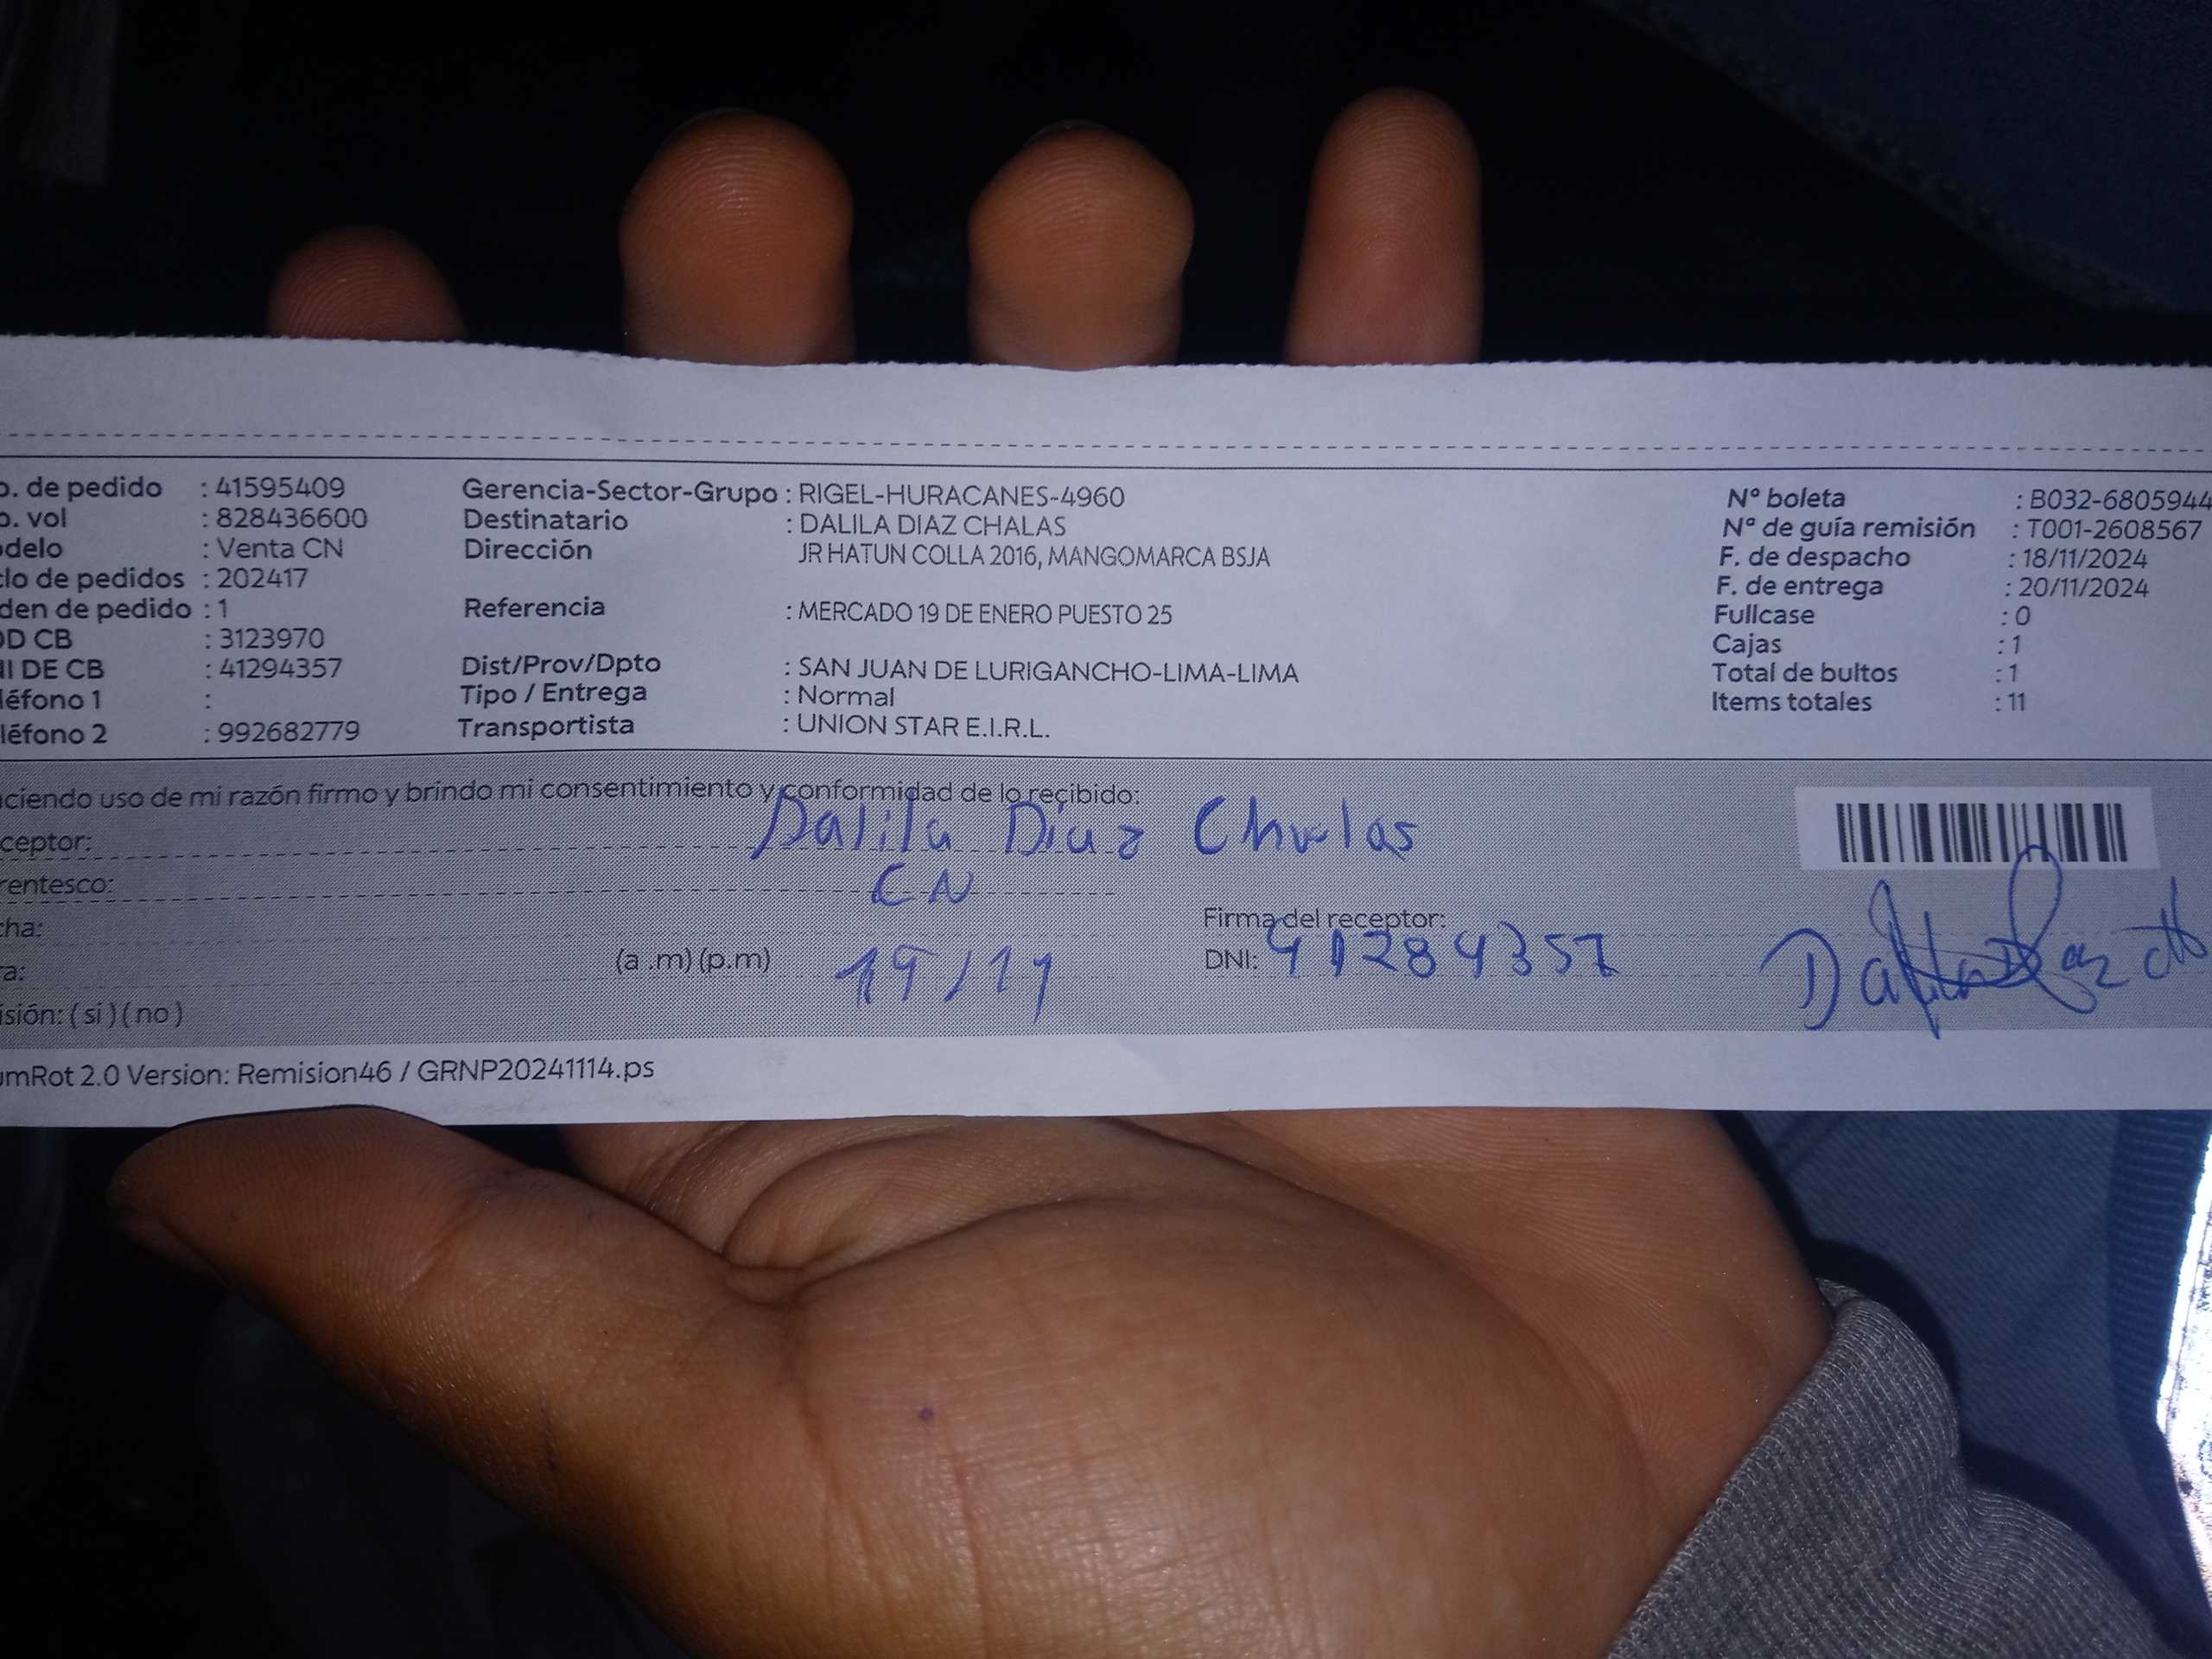 o. de pedido : 41595409 Gerencia-Sector-Grupo : RIGEL-HURACANES-4960 Nº boleta : B032-6805944
o. vol : 828436600 Destinatario : DALILA DIAZ CHALAS Nº de guía remisión : T001-2608567
delo : Venta CN Dirección JR HATUN COLLA 2016, MANGOMARCA BSJA F. de despacho : 18/11/2024
lo de pedidos : 202417 F. de entrega : 20/11/2024
den de pedido : 1 Referencia : MERCADO 19 DE ENERO PUESTO 25 Fullcase : 0
OD CB : 3123970 Cajas : 1
NI DE CB : 41294357 Dist/Prov/Dpto : SAN JUAN DE LURIGANCHO-LIMA-LIMA Total de bultos : 1
léfono 1 : Tipo / Entrega : Normal Items totales : 11
léfono 2 : 992682779 Transportista : UNION STAR E.I.R.L.
ciendo uso de mi razón firmo y brindo mi consentimiento y conformidad de lo recibido:
ceptor: Dalila Diaz Chalas
rentesco: CN
cha: Firma del receptor:
ra: (a .m) (p.m) 19/11 DNI: 41284357
isión: ( si ) ( no )
umRot 2.0 Version: Remision46 / GRNP20241114.ps